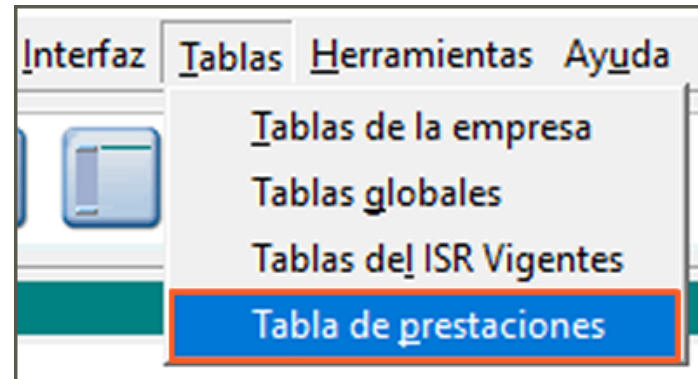 Interfaz Tablas Herramientas Ayuda
Tablas de la empresa
Tablas globales
Tablas del ISR Vigentes
Tabla de prestaciones